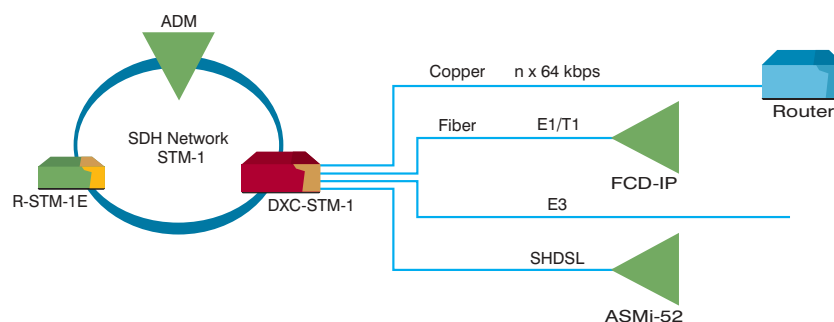 ADM
SDH Network
STM-1
R-STM-1E
DXC-STM-1
Copper n x 64 kbps
Router
Fiber E1/T1
FCD-IP
E3
SHDSL
ASMi-52